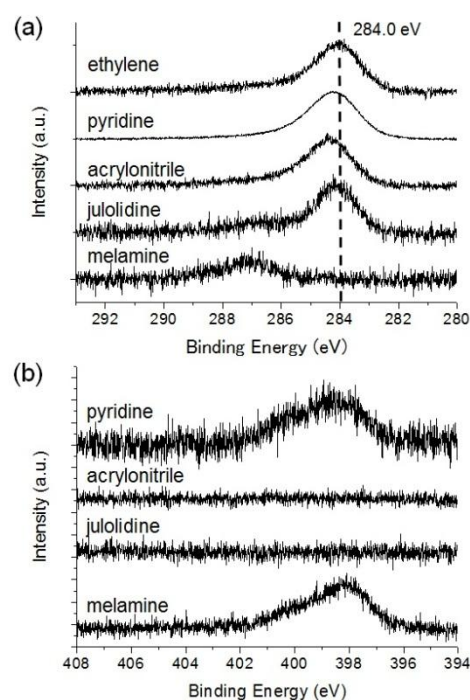 (a)
284.0 eV
ethylene
pyridine
acrylonitrile
julolidine
melamine
Intensity (a.u.)
292 290 288 286 284 282 280
Binding Energy (eV)
(b)
pyridine
acrylonitrile
julolidine
melamine
Intensity (a.u.)
408 406 404 402 400 398 396 394
Binding Energy (eV)